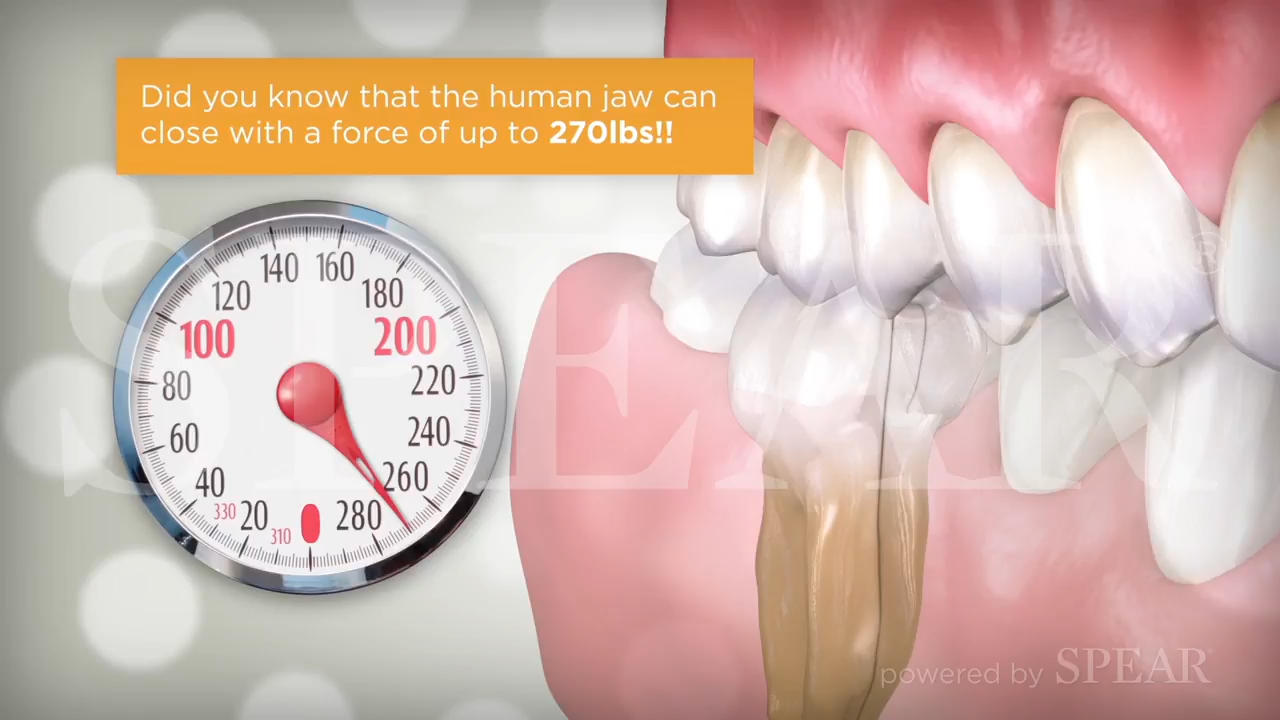 Did you know that the human jaw can
close with a force of up to 270lbs!!
140 160
120 180
100 200
80 220
60 240
40 260
330 20 310 280
SPEAR®
powered by SPEAR®